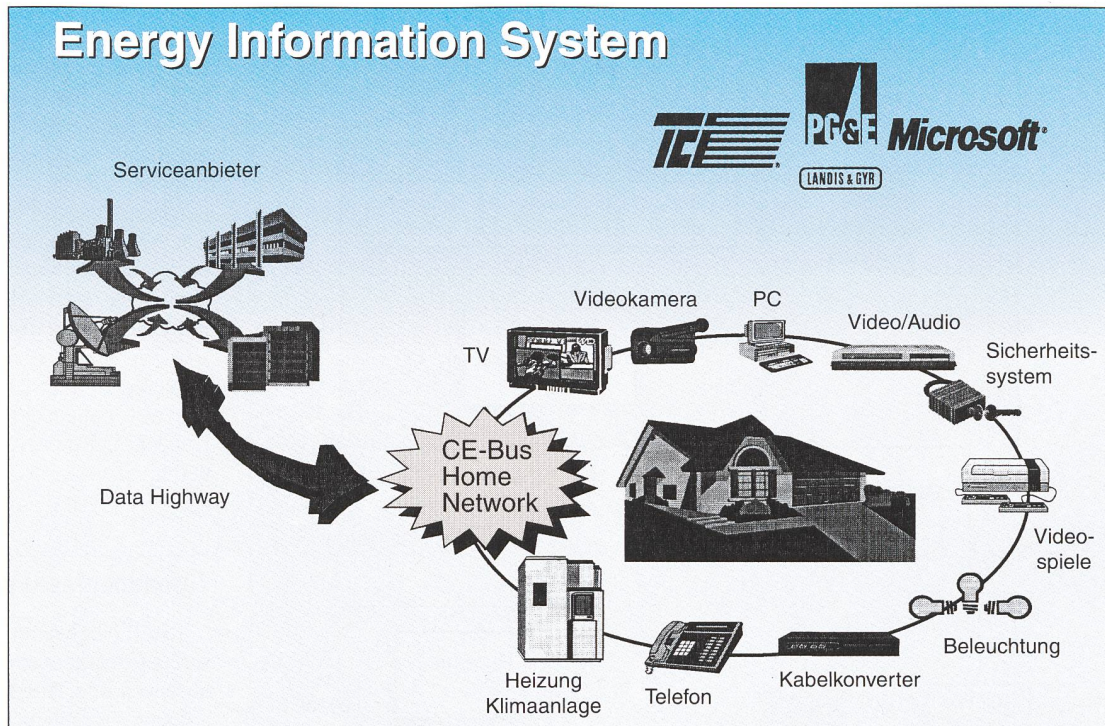 Energy Information System
TCI
PG&E
Microsoft
LANDIS & GYR
Serviceanbieter
Videokamera
PC
Video/Audio
TV
Sicherheits-
system
CE-Bus
Home
Network
Data Highway
Video-
spiele
Beleuchtung
Kabelkonverter
Telefon
Heizung
Klimaanlage